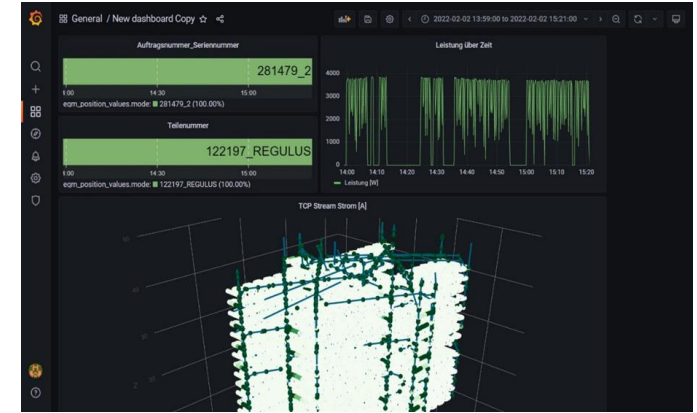 General / New dashboard Copy
2022-02-02 13:59:00 to 2022-02-02 15:21:00
Auftragsnummer_Seriennummer
281479_2
14:30 15:00
eqm_position_values.mode: 281479_2 (100.00%)
Teilenummer
122197_REGULUS
14:30 15:00
eqm_position_values.mode: 122197_REGULUS (100.00%)
Leistung über Zeit
4000
3000
2000
1000
0
14:00 14:10 14:20 14:30 14:40 14:50 15:00 15:10 15:20
Leistung [W]
TCP Stream Strom [A]